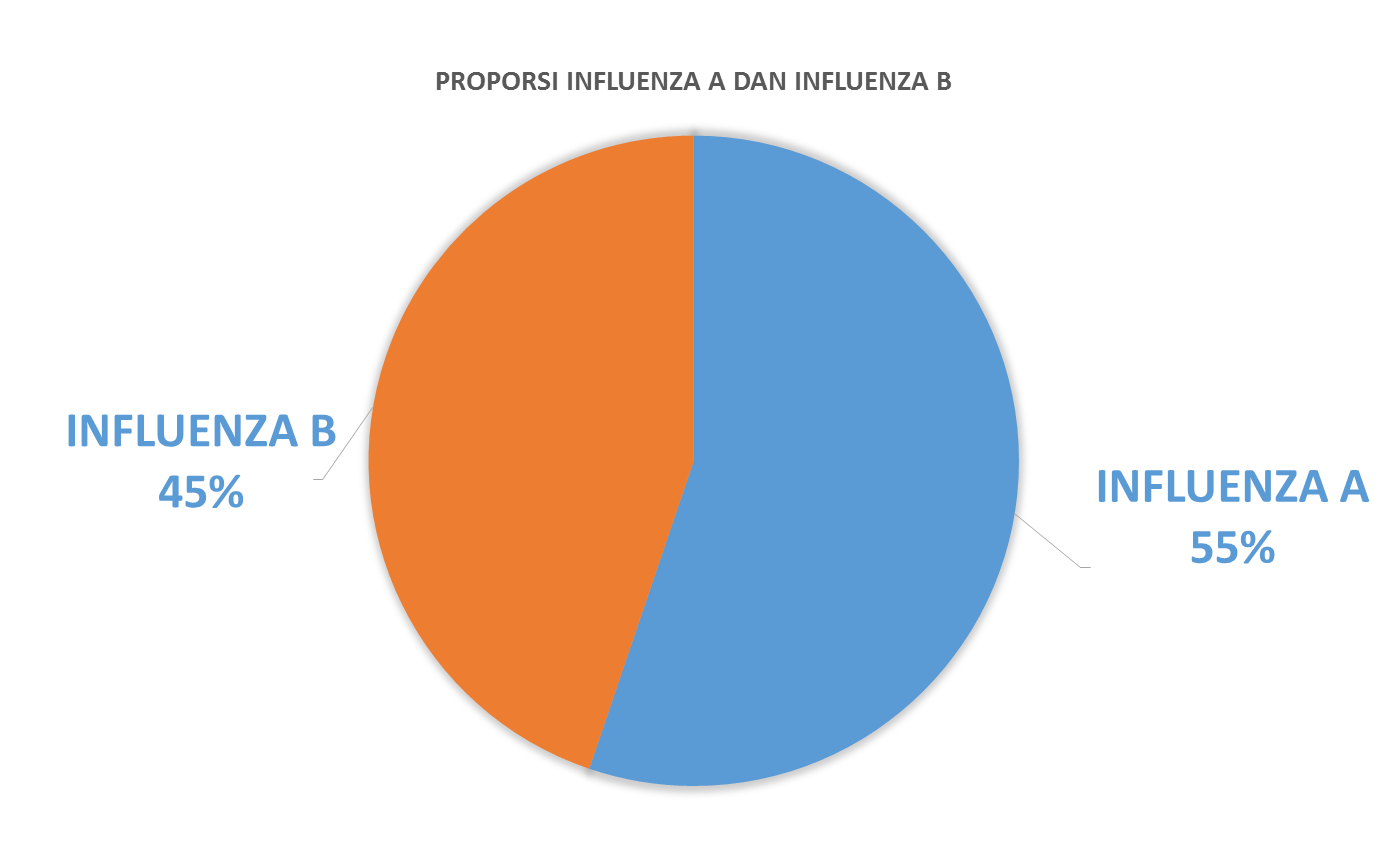 PROPORSI INFLUENZA A DAN INFLUENZA B
INFLUENZA B
45%
INFLUENZA A
55%